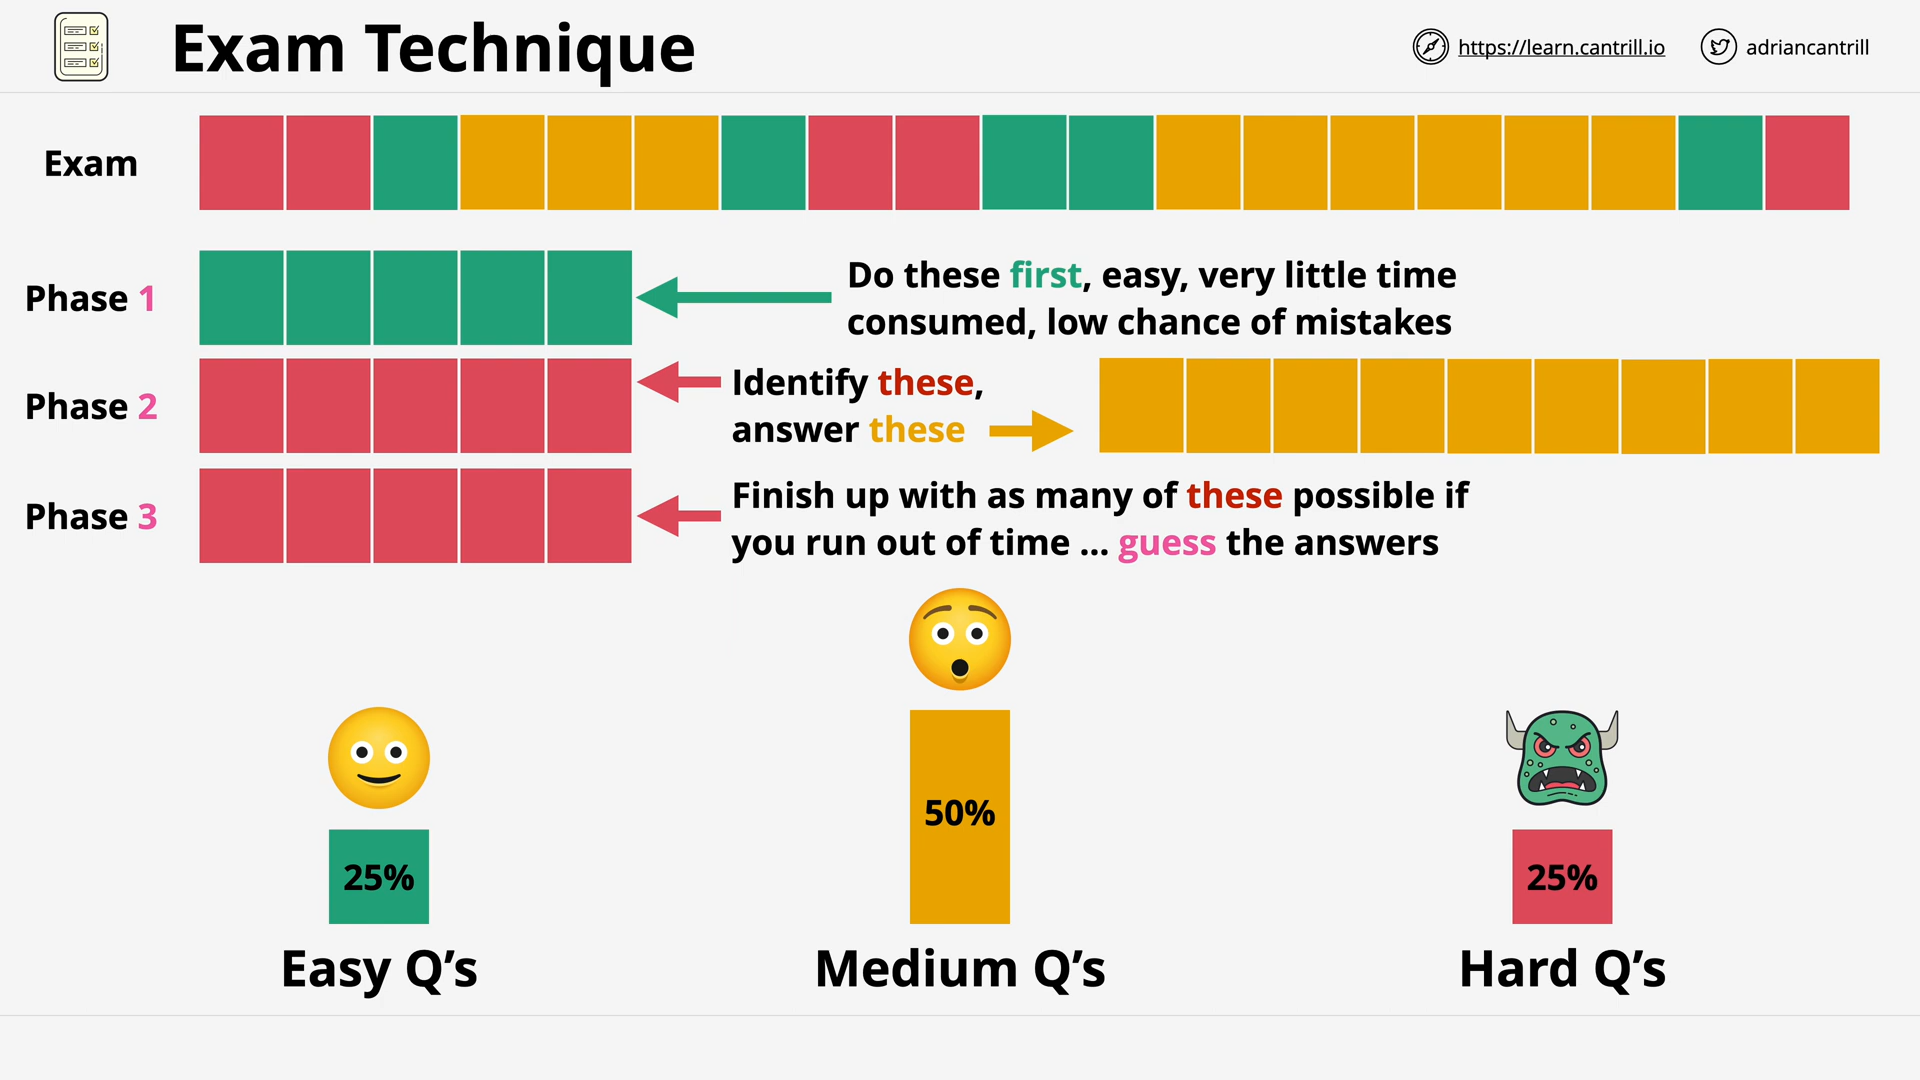 Exam Technique
https://learn.cantrill.io
adriancantrill
Exam
Phase 1
Do these first, easy, very little time
consumed, low chance of mistakes
Phase 2
Identify these,
answer these
Phase 3
Finish up with as many of these possible if
you run out of time ... guess the answers
25%
50%
25%
Easy Q’s
Medium Q’s
Hard Q’s